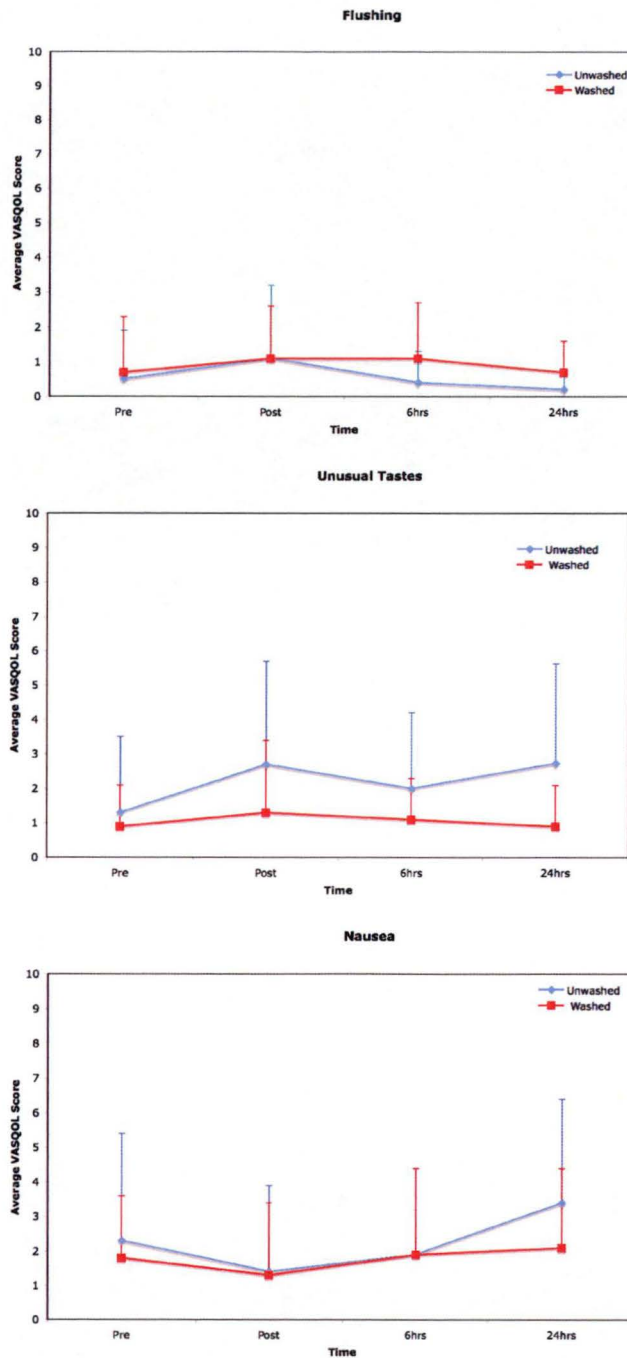 Flushing
10
9
8
7
6
5
4
3
2
1
0
Average VASQOL Score
Unwashed
Washed
Pre
Post
6hrs
24hrs
Time
Unusual Tastes
10
9
8
7
6
5
4
3
2
1
0
Average VASQOL Score
Unwashed
Washed
Pre
Post
6hrs
24hrs
Time
Nausea
10
9
8
7
6
5
4
3
2
1
0
Average VASQOL Score
Unwashed
Washed
Pre
Post
6hrs
24hrs
Time